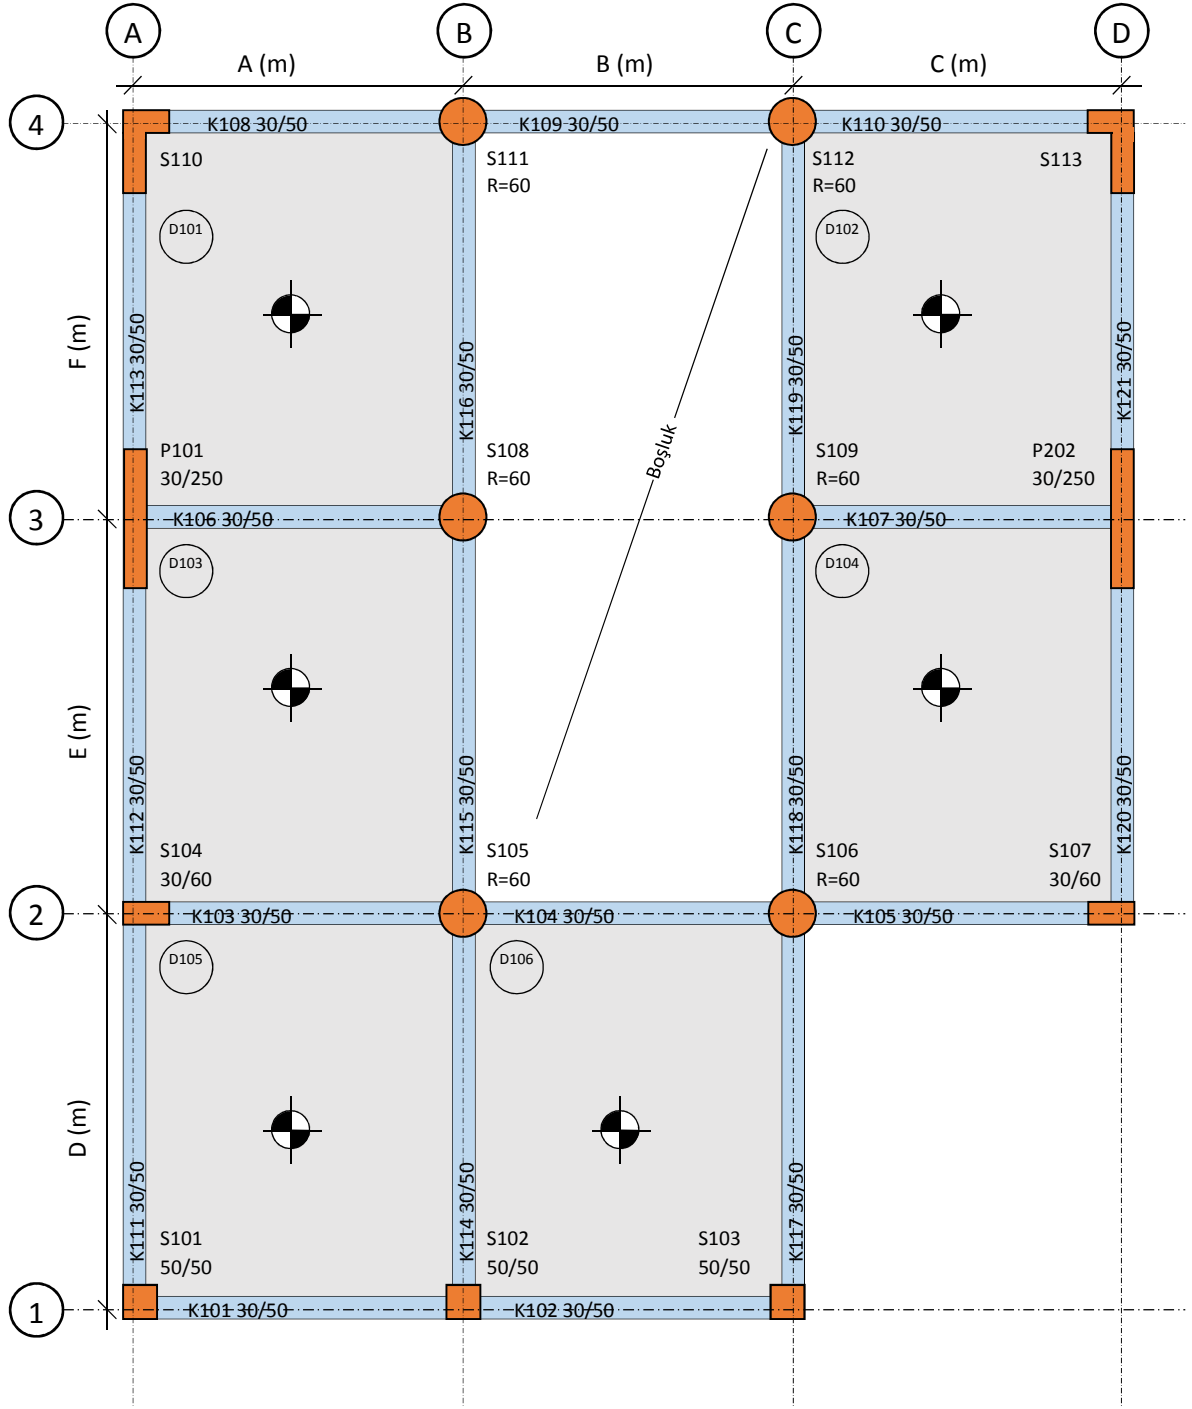 A
B
C
D
A (m)
B (m)
C (m)
4
K108 30/50
K109 30/50
K110 30/50
S110
S111
R=60
S112
R=60
S113
D101
D102
F (m)
K113 30/50
K116 30/50
K119 30/50
K121 30/50
Boşluk
P101
30/250
S108
R=60
S109
R=60
P202
30/250
3
K106 30/50
K107 30/50
D103
D104
E (m)
K112 30/50
K115 30/50
K118 30/50
K120 30/50
S104
30/60
S105
R=60
S106
R=60
S107
30/60
2
K103 30/50
K104 30/50
K105 30/50
D105
D106
D (m)
K111 30/50
K114 30/50
K117 30/50
S101
50/50
S102
50/50
S103
50/50
1
K101 30/50
K102 30/50